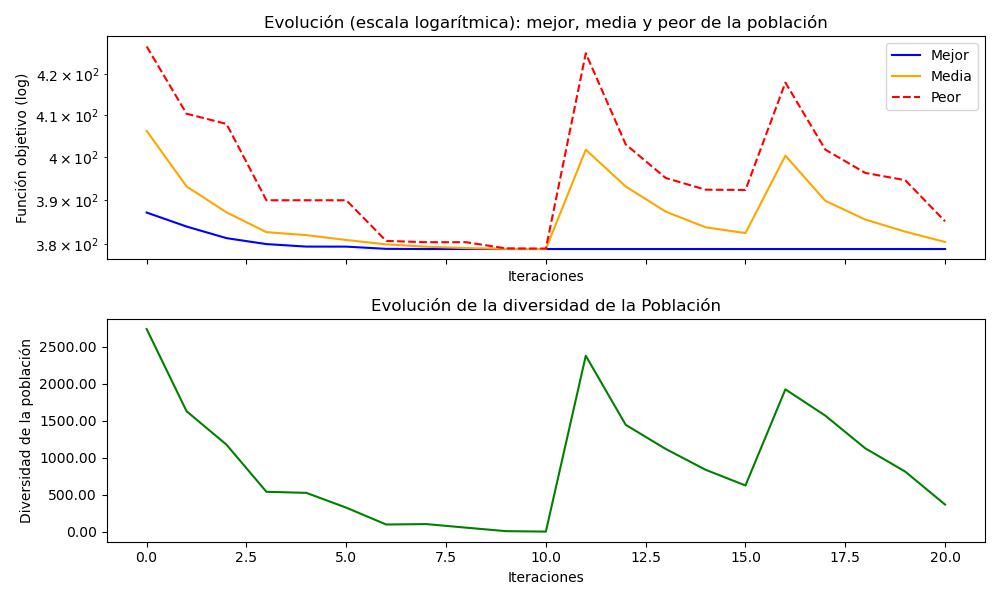 Evolución (escala logarítmica): mejor, media y peor de la población
Función objetivo (log)
4,2 × 10²
4,1 × 10²
4 × 10²
3,9 × 10²
3,8 × 10²
Mejor
Media
Peor
Iteraciones
Evolución de la diversidad de la Población
Diversidad de la población
2500.00
2000.00
1500.00
1000.00
500.00
0.00
0.0 2.5 5.0 7.5 10.0 12.5 15.0 17.5 20.0
Iteraciones